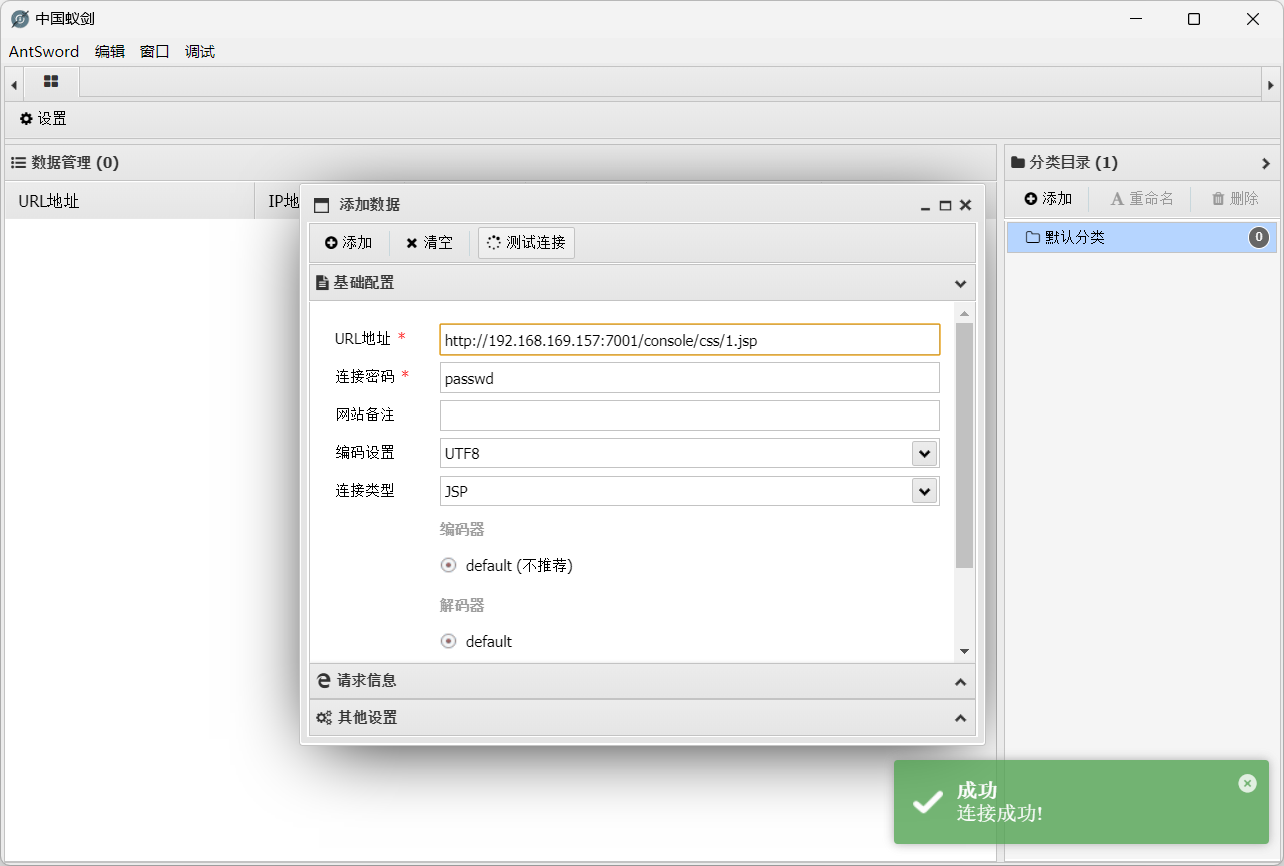 中国蚁剑
AntSword 编辑 窗口 调试
设置
数据管理 (0)
分类目录 (1)
URL地址 IP地
添加 重命名 删除
默认分类 0
添加数据
添加 清空 测试连接
基础配置
URL地址 * http://192.168.169.157:7001/console/css/1.jsp
连接密码 * passwd
网站备注
编码设置 UTF8
连接类型 JSP
编码器
default (不推荐)
解码器
default
请求信息
其他设置
成功
连接成功!